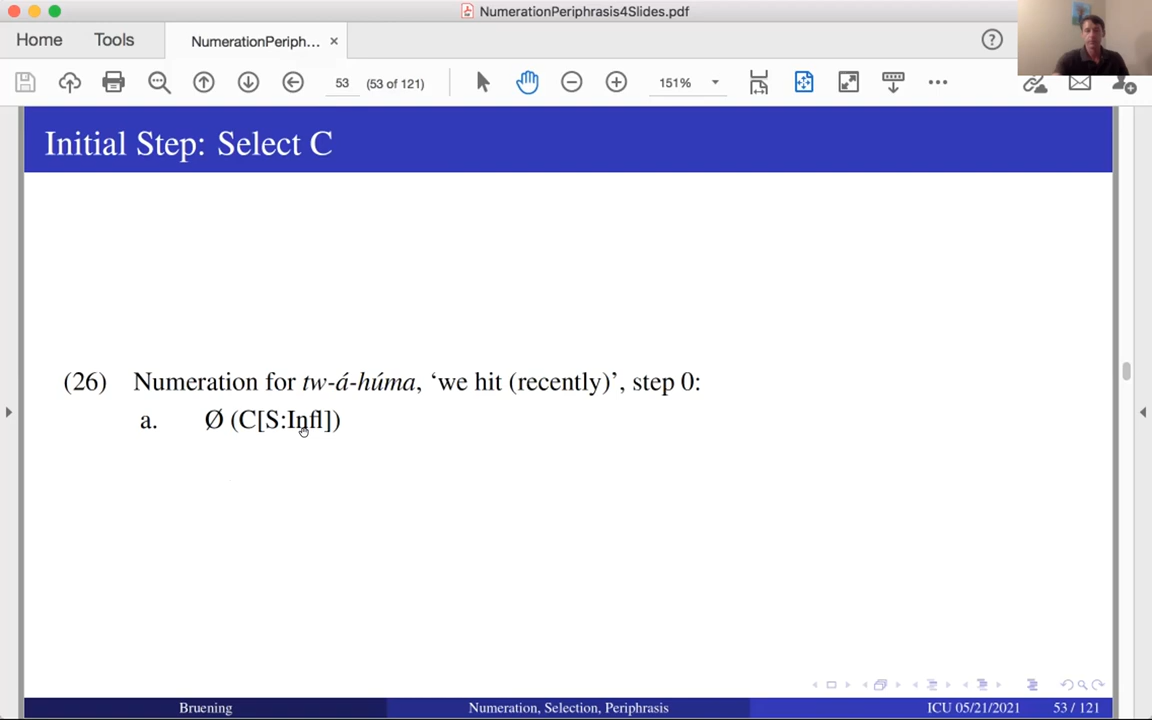 NumerationPeriphrasis4Slides.pdf
Home Tools NumerationPeriph... ×
53 (53 of 121) 151%
Initial Step: Select C
(26) Numeration for tw-á-húma, ‘we hit (recently)’, step 0:
a. Ø (C[S:Infl])
Bruening Numeration, Selection, Periphrasis ICU 05/21/2021 53 / 121